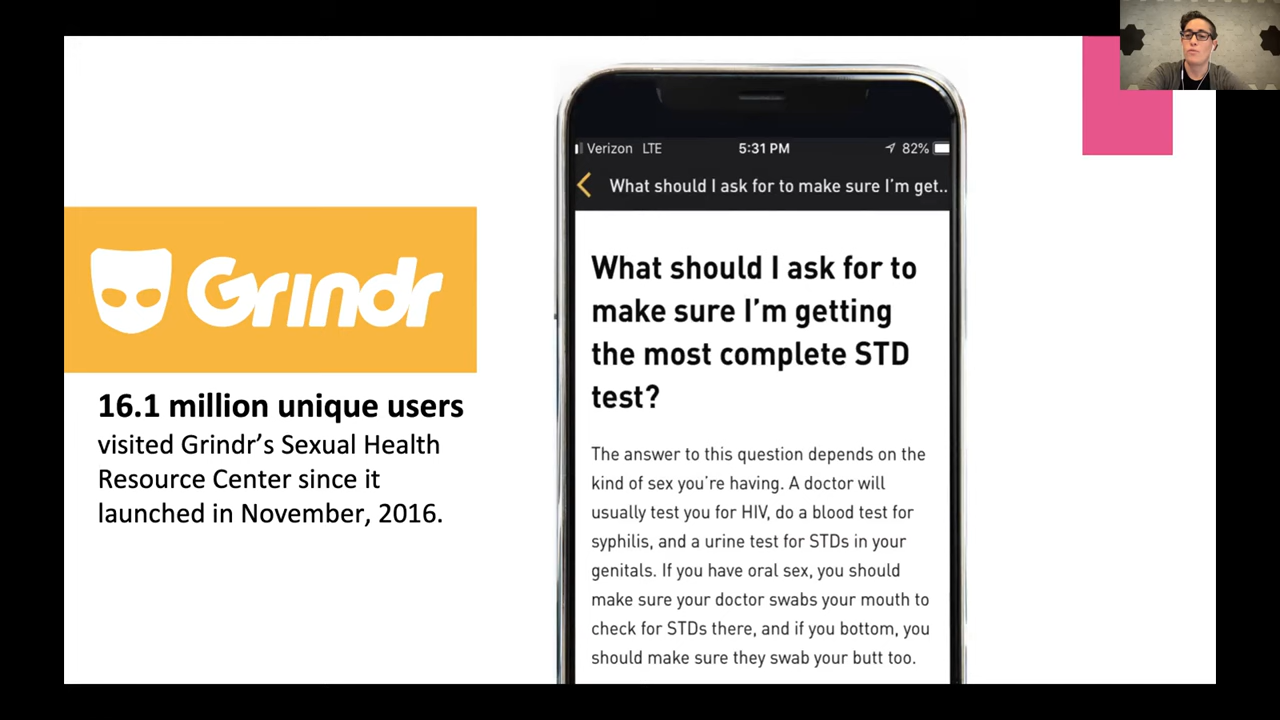 Grindr
16.1 million unique users
visited Grindr’s Sexual Health
Resource Center since it
launched in November, 2016.
Verizon LTE 5:31 PM 82%
What should I ask for to make sure I’m get..
What should I ask for to
make sure I’m getting
the most complete STD
test?
The answer to this question depends on the
kind of sex you’re having. A doctor will
usually test you for HIV, do a blood test for
syphilis, and a urine test for STDs in your
genitals. If you have oral sex, you should
make sure your doctor swabs your mouth to
check for STDs there, and if you bottom, you
should make sure they swab your butt too.